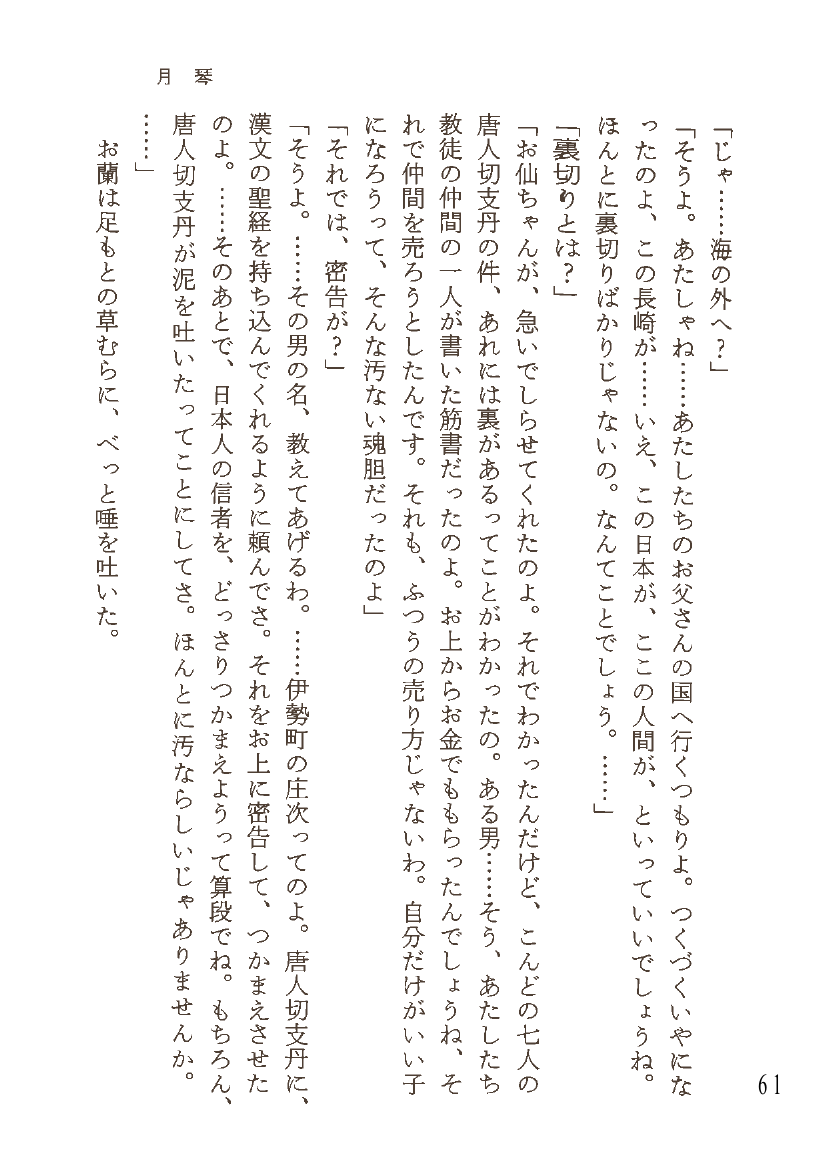 月琴
「じゃ……海の外へ？」
「そうよ。あたしゃね……あたしたちのお父さんの国へ行くつもりよ。つくづくいやにな
ったのよ、この長崎が……いえ、この日本が、ここの人間が、といっていいでしょうね。
ほんとに裏切りばかりじゃないの。なんてことでしょう。……」
「裏切りとは？」
「お仙ちゃんが、急いでしらせてくれたのよ。それでわかったんだけど、こんどの七人の
唐人切支丹の件、あれには裏があるってことがわかったの。ある男……そう、あたしたち
教徒の仲間の一人が書いた筋書だったのよ。お上からお金でももらったんでしょうね、そ
れで仲間を売ろうとしたんです。それも、ふつうの売り方じゃないわ。自分だけがいい子
になろうって、そんな汚ない魂胆だったのよ」
「それでは、密告が？」
「そうよ。……その男の名、教えてあげるわ。……伊勢町の庄次ってのよ。唐人切支丹に、
漢文の聖経を持ち込んでくれるように頼んでさ。それをお上に密告して、つかまえさせた
のよ。……そのあとで、日本人の信者を、どっさりつかまえようって算段でね。もちろん、
唐人切支丹が泥を吐いたってことにしてさ。ほんとに汚ならしいじゃありませんか。
……」
お蘭は足もとの草むらに、べっと唾を吐いた。
61